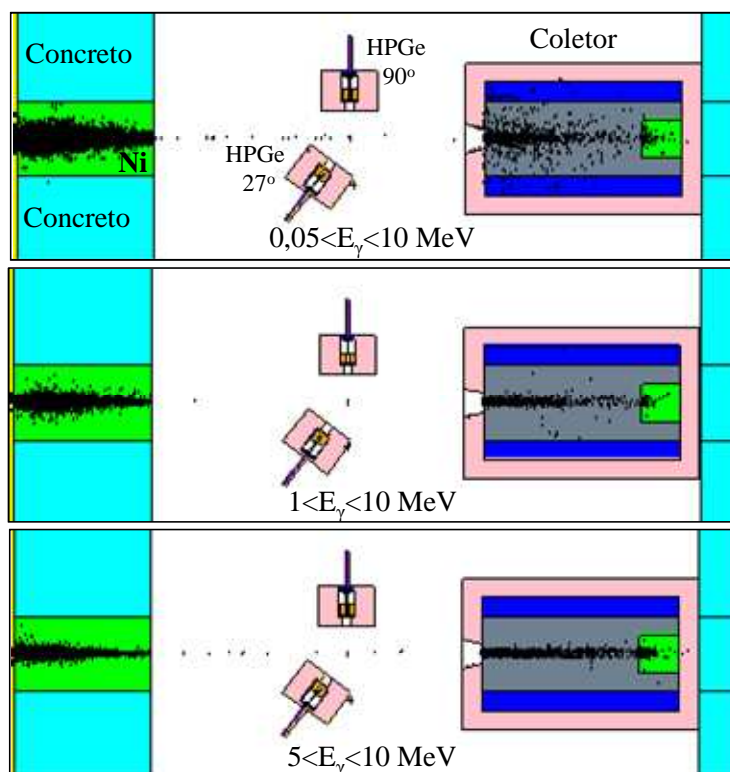 Concreto
HPGe
90º
Coletor
Ni
HPGe
27º
Concreto
0,05<Eγ<10 MeV
1<Eγ<10 MeV
5<Eγ<10 MeV